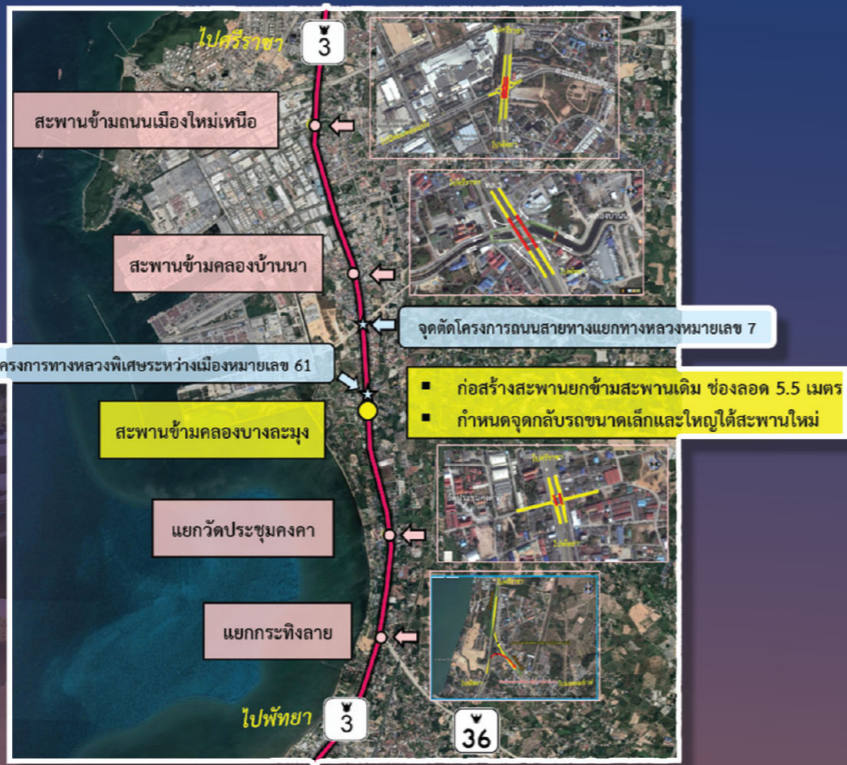 ไปศรีราชา
3
สะพานข้ามถนนเมืองใหม่เหนือ
สะพานข้ามคลองบ้านนา
จุดตัดโครงการถนนสายทางแยกทางหลวงหมายเลข 7
ครงการทางหลวงพิเศษระหว่างเมืองหมายเลข 61
▪ ก่อสร้างสะพานยกข้ามสะพานเดิม ช่องลอด 5.5 เมตร
▪ กำหนดจุดกลับรถขนาดเล็กและใหญ่ใต้สะพานใหม่
สะพานข้ามคลองบางละมุง
แยกวัดประชุมคงคา
แยกกระทิงลาย
ไปพัทยา
3
36